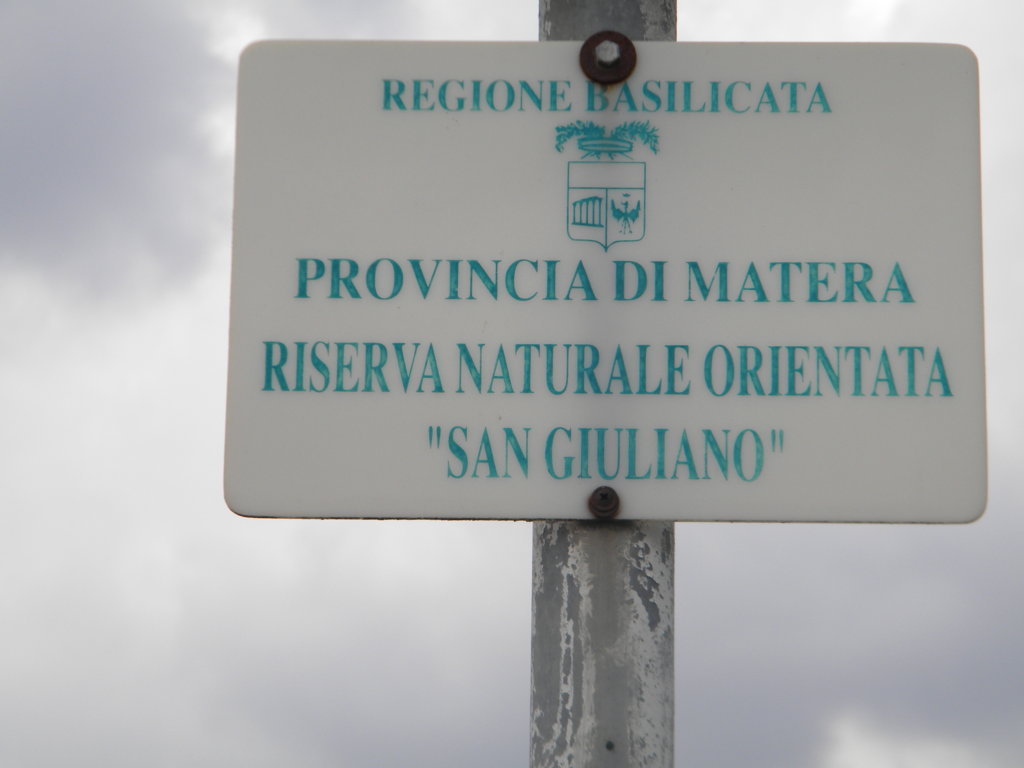 REGIONE BASILICATA
PROVINCIA DI MATERA
RISERVA NATURALE ORIENTATA
"SAN GIULIANO"